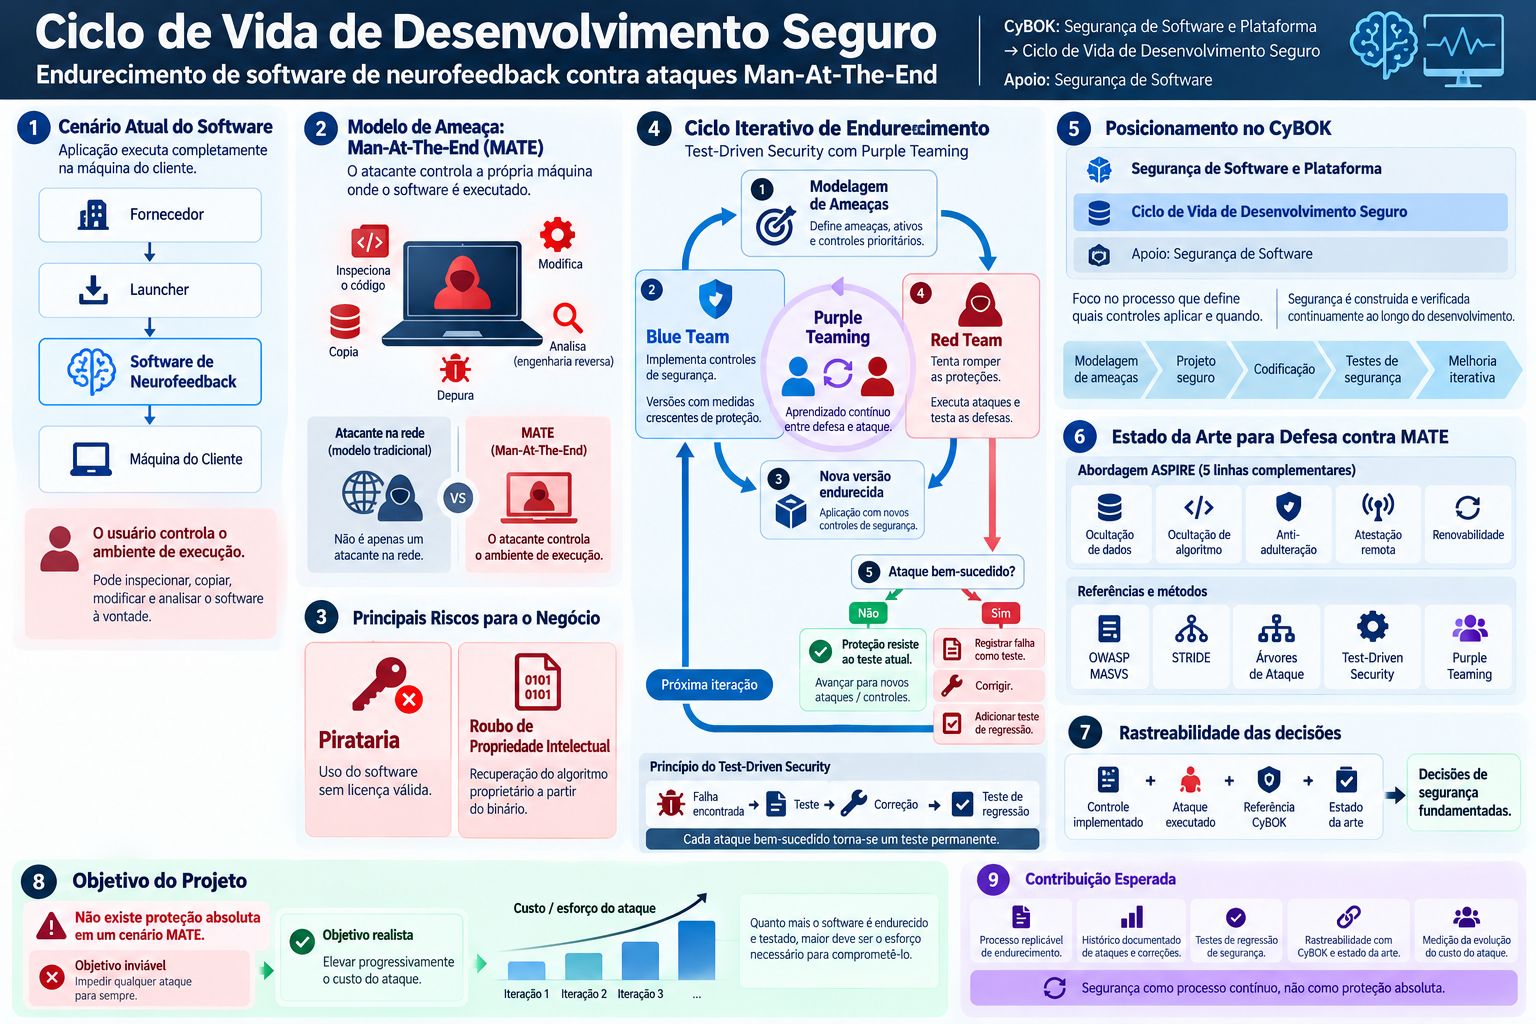 Ciclo de Vida de Desenvolvimento Seguro
Endurecimento de software de neurofeedback contra ataques Man-At-The-End
CyBOK: Segurança de Software e Plataforma
→ Ciclo de Vida de Desenvolvimento Seguro
Apoio: Segurança de Software
1 Cenário Atual do Software
Aplicação executa completamente
na máquina do cliente.
Fornecedor
Launcher
Software de
Neurofeedback
Máquina do Cliente
O usuário controla o
ambiente de execução.
Pode inspecionar, copiar,
modificar e analisar o software
à vontade.
2 Modelo de Ameaça:
Man-At-The-End (MATE)
O atacante controla a própria máquina
onde o software é executado.
</>
Inspeciona
o código
Modifica
Copia
Analisa
(engenharia reversa)
Depura
Atacante na rede
(modelo tradicional)
Não é apenas um
atacante na rede.
VS
MATE
(Man-At-The-End)
O atacante controla
o ambiente de execução.
3 Principais Riscos para o Negócio
Pirataria
Uso do software
sem licença válida.
0101
0101
Roubo de
Propriedade Intelectual
Recuperação do algoritmo
proprietário a partir
do binário.
4 Ciclo Iterativo de Endurecimento
Test-Driven Security com Purple Teaming
1 Modelagem
de Ameaças
Define ameaças, ativos
e controles prioritários.
2
Blue Team
Implementa controles
de segurança.
Versões com medidas
crescentes de proteção.
Purple
Teaming
Aprendizado contínuo
entre defesa e ataque.
4
Red Team
Tenta romper
as proteções.
Executa ataques e
testa as defesas.
3 Nova versão
endurecida
Aplicação com novos
controles de segurança.
5 Ataque bem-sucedido?
Não
Sim
Proteção resiste
ao teste atual.
Avançar para novos
ataques / controles.
Registrar falha
como teste.
Corrigir.
Adicionar teste
de regressão.
Próxima iteração
Princípio do Test-Driven Security
Falha
encontrada
Teste
Correção
Teste de
regressão
Cada ataque bem-sucedido torna-se um teste permanente.
5 Posicionamento no CyBOK
Segurança de Software e Plataforma
Ciclo de Vida de Desenvolvimento Seguro
Apoio: Segurança de Software
Foco no processo que define
quais controles aplicar e quando.
Segurança é construida e verificada
continuamente ao longo do desenvolvimento.
Modelagem
de ameaças
Projeto
seguro
Codificação
Testes de
segurança
Melhoria
iterativa
6 Estado da Arte para Defesa contra MATE
Abordagem ASPIRE (5 linhas complementares)
Ocultação
de dados
</>
Ocultação de
algoritmo
Anti-
adulteração
Atestação
remota
Renovabilidade
Referências e métodos
OWASP
MASVS
STRIDE
Árvores
de Ataque
Test-Driven
Security
Purple
Teaming
7 Rastreabilidade das decisões
Controle
implementado
+
Ataque
executado
+
Referência
CyBOK
+
Estado
da arte
Decisões de
segurança
fundamentadas.
8 Objetivo do Projeto
Não existe proteção absoluta
em um cenário MATE.
Objetivo inviável
Impedir qualquer ataque
para sempre.
Objetivo realista
Elevar progressivamente
o custo do ataque.
Custo / esforço do ataque
Iteração 1 Iteração 2 Iteração 3 ...
Quanto mais o software é endurecido
e testado, maior deve ser o esforço
necessário para comprometê-lo.
9 Contribuição Esperada
Processo replicável
de endurecimento.
Histórico documentado
de ataques e correções.
Testes de regressão
de segurança.
Rastreabilidade com
CyBOK e estado da arte.
Medição da evolução
do custo do ataque.
Segurança como processo contínuo, não como proteção absoluta.